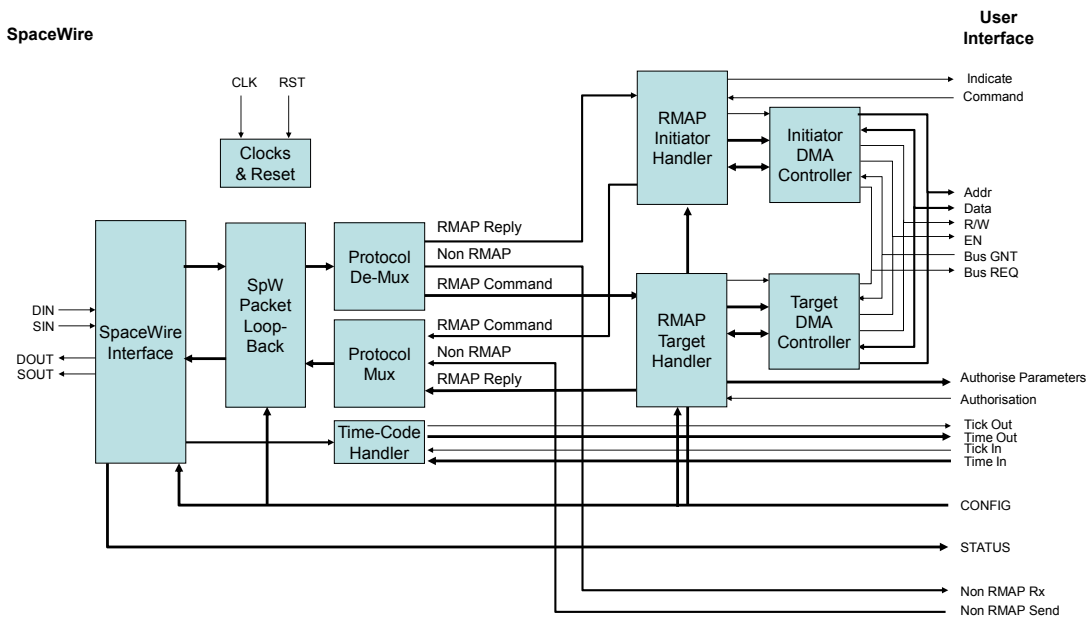 SpaceWire
User
Interface
CLK
RST
Clocks
& Reset
RMAP
Initiator
Handler
Initiator
DMA
Controller
Indicate
Command
Addr
Data
R/W
EN
Bus GNT
Bus REQ
DIN
SIN
DOUT
SOUT
SpaceWire
Interface
SpW
Packet
Loop-
Back
Protocol
De-Mux
RMAP Reply
Non RMAP
RMAP Command
Protocol
Mux
RMAP Command
Non RMAP
RMAP Reply
RMAP
Target
Handler
Target
DMA
Controller
Authorise Parameters
Authorisation
Time-Code
Handler
Tick Out
Time Out
Tick In
Time In
CONFIG
STATUS
Non RMAP Rx
Non RMAP Send